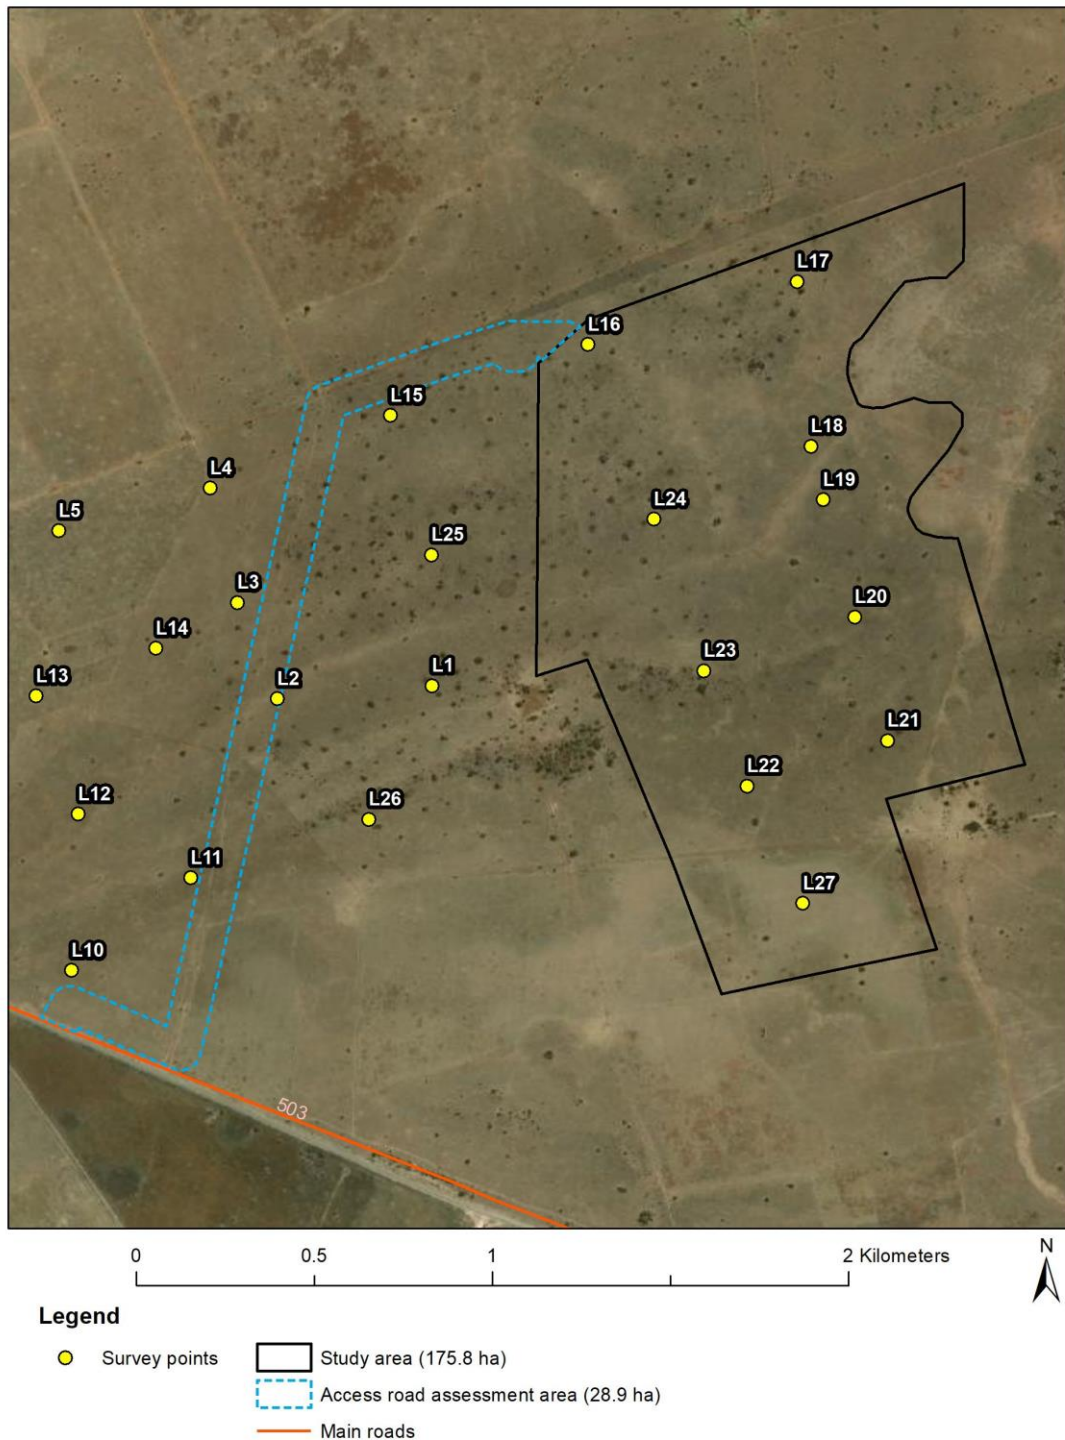 L17
L16
L15
L18
L4
L19
L5
L24
L25
L3
L20
L14
L23
L13
L2
L1
L21
L22
L12
L26
L11
L27
L10
503
0 0.5 1 2 Kilometers
N
Legend
Survey points
Study area (175.8 ha)
Access road assessment area (28.9 ha)
Main roads